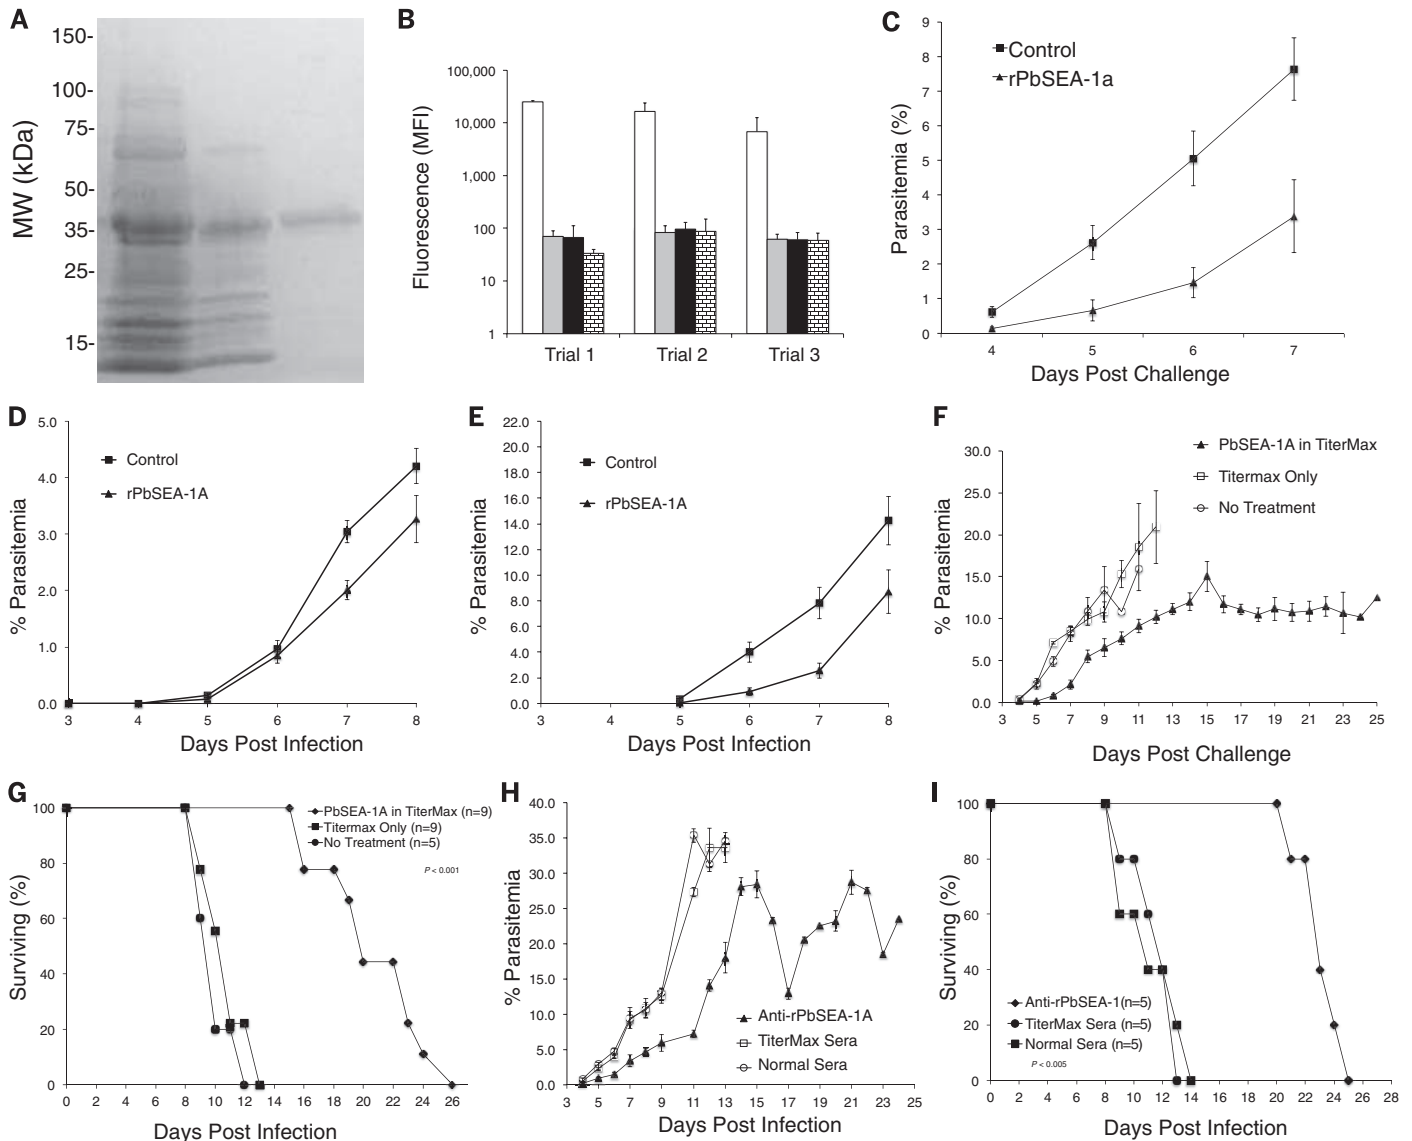 A
MW (kDa)
150-
100-
75-
50-
35-
25-
15-
B
Fluorescence (MFI)
100,000
10,000
1,000
100
10
1
Trial 1 Trial 2 Trial 3
C
Parasitemia (%)
9
8
7
6
5
4
3
2
1
0
Control
rPbSEA-1a
4 5 6 7
Days Post Challenge
D
% Parasitemia
5.0
4.0
3.0
2.0
1.0
0.0
Control
rPbSEA-1A
3 4 5 6 7 8
Days Post Infection
E
% Parasitemia
22.0
20.0
18.0
16.0
14.0
12.0
10.0
8.0
6.0
4.0
2.0
0.0
Control
rPbSEA-1A
3 4 5 6 7 8
Days Post Infection
F
% Parasitemia
30.0
25.0
20.0
15.0
10.0
5.0
0.0
PbSEA-1A in TiterMax
Titermax Only
No Treatment
3 5 7 9 11 13 15 17 19 21 23 25
Days Post Challenge
G
Surviving (%)
100
80
60
40
20
0
PbSEA-1A in TiterMax (n=9)
Titermax Only (n=9)
No Treatment (n=5)
P < 0.001
0 2 4 6 8 10 12 14 16 18 20 22 24 26
Days Post Infection
H
% Parasitemia
40.0
35.0
30.0
25.0
20.0
15.0
10.0
5.0
0.0
Anti-rPbSEA-1A
TiterMax Sera
Normal Sera
3 5 7 9 11 13 15 17 19 21 23 25
Days Post Infection
I
Surviving (%)
100
80
60
40
20
0
Anti-rPbSEA-1(n=5)
TiterMax Sera (n=5)
Normal Sera (n=5)
P < 0.005
0 2 4 6 8 10 12 14 16 18 20 22 24 26 28
Days Post Infection